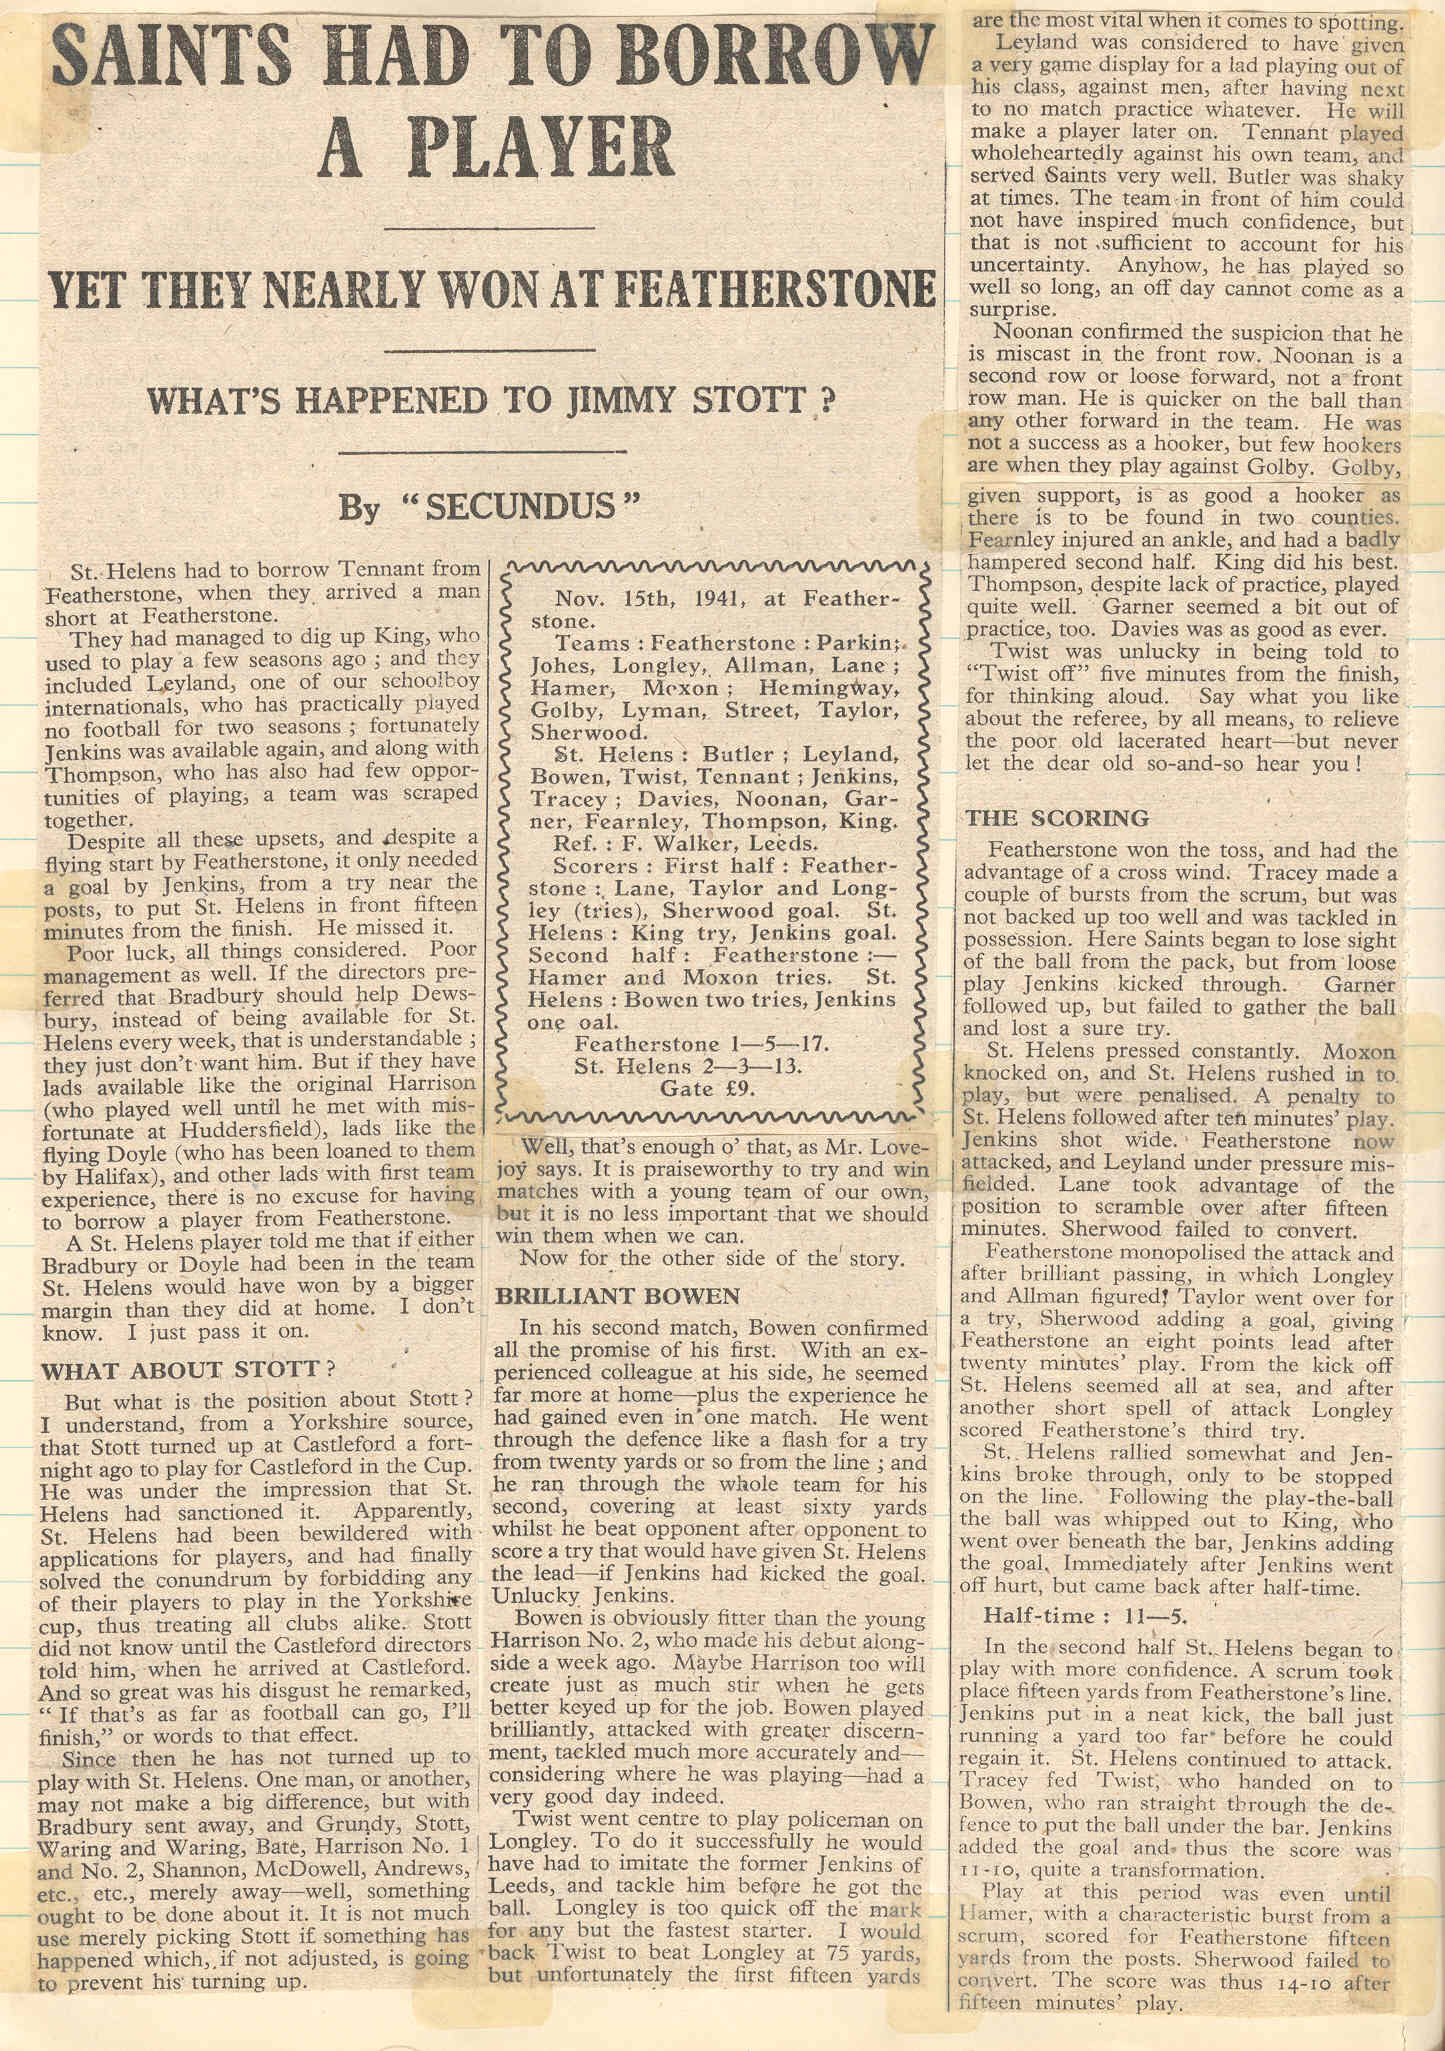 SAINTS HAD TO BORROW
A PLAYER
YET THEY NEARLY WON AT FEATHERSTONE
WHAT'S HAPPENED TO JIMMY STOTT ?
By “SECUNDUS”
St. Helens had to borrow Tennant from
Featherstone, when they arrived a man
short at Featherstone.
They had managed to dig up King, who
used to play a few seasons ago ; and they
included Leyland, one of our schoolboy
internationals, who has practically played
no football for two seasons ; fortunately
Jenkins was available again, and along with
Thompson, who has also had few oppor-
tunities of playing, a team was scraped
together.
Despite all these upsets, and despite a
flying start by Featherstone, it only needed
a goal by Jenkins, from a try near the
posts, to put St. Helens in front fifteen
minutes from the finish. He missed it.
Poor luck, all things considered. Poor
management as well. If the directors pre-
ferred that Bradbury should help Dews-
bury, instead of being available for St.
Helens every week, that is understandable ;
they just don't want him. But if they have
lads available like the original Harrison
(who played well until he met with mis-
fortunate at Huddersfield), lads like the
flying Doyle (who has been loaned to them
by Halifax), and other lads with first team
experience, there is no excuse for having
to borrow a player from Featherstone.
A St. Helens player told me that if either
Bradbury or Doyle had been in the team
St. Helens would have won by a bigger
margin than they did at home. I don't
know. I just pass it on.
WHAT ABOUT STOTT ?
But what is the position about Stott ?
I understand, from a Yorkshire source,
that Stott turned up at Castleford a fort-
night ago to play for Castleford in the Cup.
He was under the impression that St.
Helens had sanctioned it. Apparently,
St. Helens had been bewildered with
applications for players, and had finally
solved the conundrum by forbidding any
of their players to play in the Yorkshire
cup, thus treating all clubs alike. Stott
did not know until the Castleford directors
told him, when he arrived at Castleford.
And so great was his disgust he remarked,
“ If that's as far as football can go, I'll
finish,” or words to that effect.
Since then he has not turned up to
play with St. Helens. One man, or another,
may not make a big difference, but with
Bradbury sent away, and Grundy, Stott,
Waring and Waring, Bate, Harrison No. 1
and No. 2, Shannon, McDowell, Andrews,
etc., etc., merely away—well, something
ought to be done about it. It is not much
use merely picking Stott if something has
happened which, if not adjusted, is going
to prevent his turning up.
Nov. 15th, 1941, at Feather-
stone.
Teams : Featherstone : Parkin;
Johes, Longley, Allman, Lane ;
Hamer, Moxon ; Hemingway,
Golby, Lyman, Street, Taylor,
Sherwood.
St. Helens : Butler ; Leyland,
Bowen, Twist, Tennant ; Jenkins,
Tracey ; Davies, Noonan, Gar-
ner, Fearnley, Thompson, King.
Ref. : F. Walker, Leeds.
Scorers : First half : Feather-
stone : Lane, Taylor and Long-
ley (tries), Sherwood goal. St.
Helens : King try, Jenkins goal.
Second half : Featherstone :—
Hamer and Moxon tries. St.
Helens : Bowen two tries, Jenkins
one oal.
Featherstone 1—5—17.
St. Helens 2—3—13.
Gate £9.
Well, that's enough o' that, as Mr. Love-
joy says. It is praiseworthy to try and win
matches with a young team of our own,
but it is no less important that we should
win them when we can.
Now for the other side of the story.
BRILLIANT BOWEN
In his second match, Bowen confirmed
all the promise of his first. With an ex-
perienced colleague at his side, he seemed
far more at home—plus the experience he
had gained even in one match. He went
through the defence like a flash for a try
from twenty yards or so from the line ; and
he ran through the whole team for his
second, covering at least sixty yards
whilst he beat opponent after opponent to
score a try that would have given St. Helens
the lead—if Jenkins had kicked the goal.
Unlucky Jenkins.
Bowen is obviously fitter than the young
Harrison No. 2, who made his debut along-
side a week ago. Maybe Harrison too will
create just as much stir when he gets
better keyed up for the job. Bowen played
brilliantly, attacked with greater discern-
ment, tackled much more accurately and—
considering where he was playing—had a
very good day indeed.
Twist went centre to play policeman on
Longley. To do it successfully he would
have had to imitate the former Jenkins of
Leeds, and tackle him before he got the
ball. Longley is too quick off the mark
for any but the fastest starter. I would
back Twist to beat Longley at 75 yards,
but unfortunately the first fifteen yards
are the most vital when it comes to spotting.
Leyland was considered to have given
a very game display for a lad playing out of
his class, against men, after having next
to no match practice whatever. He will
make a player later on. Tennant played
wholeheartedly against his own team, and
served Saints very well. Butler was shaky
at times. The team in front of him could
not have inspired much confidence, but
that is not sufficient to account for his
uncertainty. Anyhow, he has played so
well so long, an off day cannot come as a
surprise.
Noonan confirmed the suspicion that he
is miscast in the front row. Noonan is a
second row or loose forward, not a front
row man. He is quicker on the ball than
any other forward in the team. He was
not a success as a hooker, but few hookers
are when they play against Golby. Golby,
given support, is as good a hooker as
there is to be found in two counties.
Fearnley injured an ankle, and had a badly
hampered second half. King did his best.
Thompson, despite lack of practice, played
quite well. Garner seemed a bit out of
practice, too. Davies was as good as ever.
Twist was unlucky in being told to
“Twist off” five minutes from the finish,
for thinking aloud. Say what you like
about the referee, by all means, to relieve
the poor old lacerated heart—but never
let the dear old so-and-so hear you !
THE SCORING
Featherstone won the toss, and had the
advantage of a cross wind. Tracey made a
couple of bursts from the scrum, but was
not backed up too well and was tackled in
possession. Here Saints began to lose sight
of the ball from the pack, but from loose
play Jenkins kicked through. Garner
followed up, but failed to gather the ball
and lost a sure try.
St. Helens pressed constantly. Moxon
knocked on, and St. Helens rushed in to
play, but were penalised. A penalty to
St. Helens followed after ten minutes' play.
Jenkins shot wide. Featherstone now
attacked, and Leyland under pressure mis-
fielded. Lane took advantage of the
position to scramble over after fifteen
minutes. Sherwood failed to convert.
Featherstone monopolised the attack and
after brilliant passing, in which Longley
and Allman figured, Taylor went over for
a try, Sherwood adding a goal, giving
Featherstone an eight points lead after
twenty minutes' play. From the kick off
St. Helens seemed all at sea, and after
another short spell of attack Longley
scored Featherstone's third try.
St. Helens rallied somewhat and Jen-
kins broke through, only to be stopped
on the line. Following the play-the-ball
the ball was whipped out to King, who
went over beneath the bar, Jenkins adding
the goal. Immediately after Jenkins went
off hurt, but came back after half-time.
Half-time : 11—5.
In the second half St. Helens began to
play with more confidence. A scrum took
place fifteen yards from Featherstone's line.
Jenkins put in a neat kick, the ball just
running a yard too far before he could
regain it. St. Helens continued to attack.
Tracey fed Twist, who handed on to
Bowen, who ran straight through the de-
fence to put the ball under the bar. Jenkins
added the goal and thus the score was
11-10, quite a transformation.
Play at this period was even until
Hamer, with a characteristic burst from a
scrum, scored for Featherstone fifteen
yards from the posts. Sherwood failed to
convert. The score was thus 14-10 after
fifteen minutes' play.